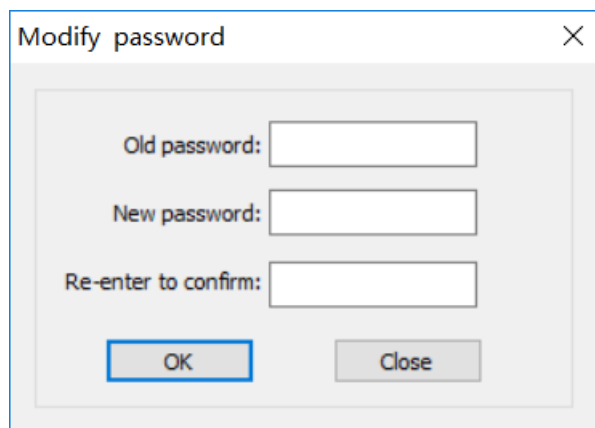 Modify password
Old password:
New password:
Re-enter to confirm:
OK Close